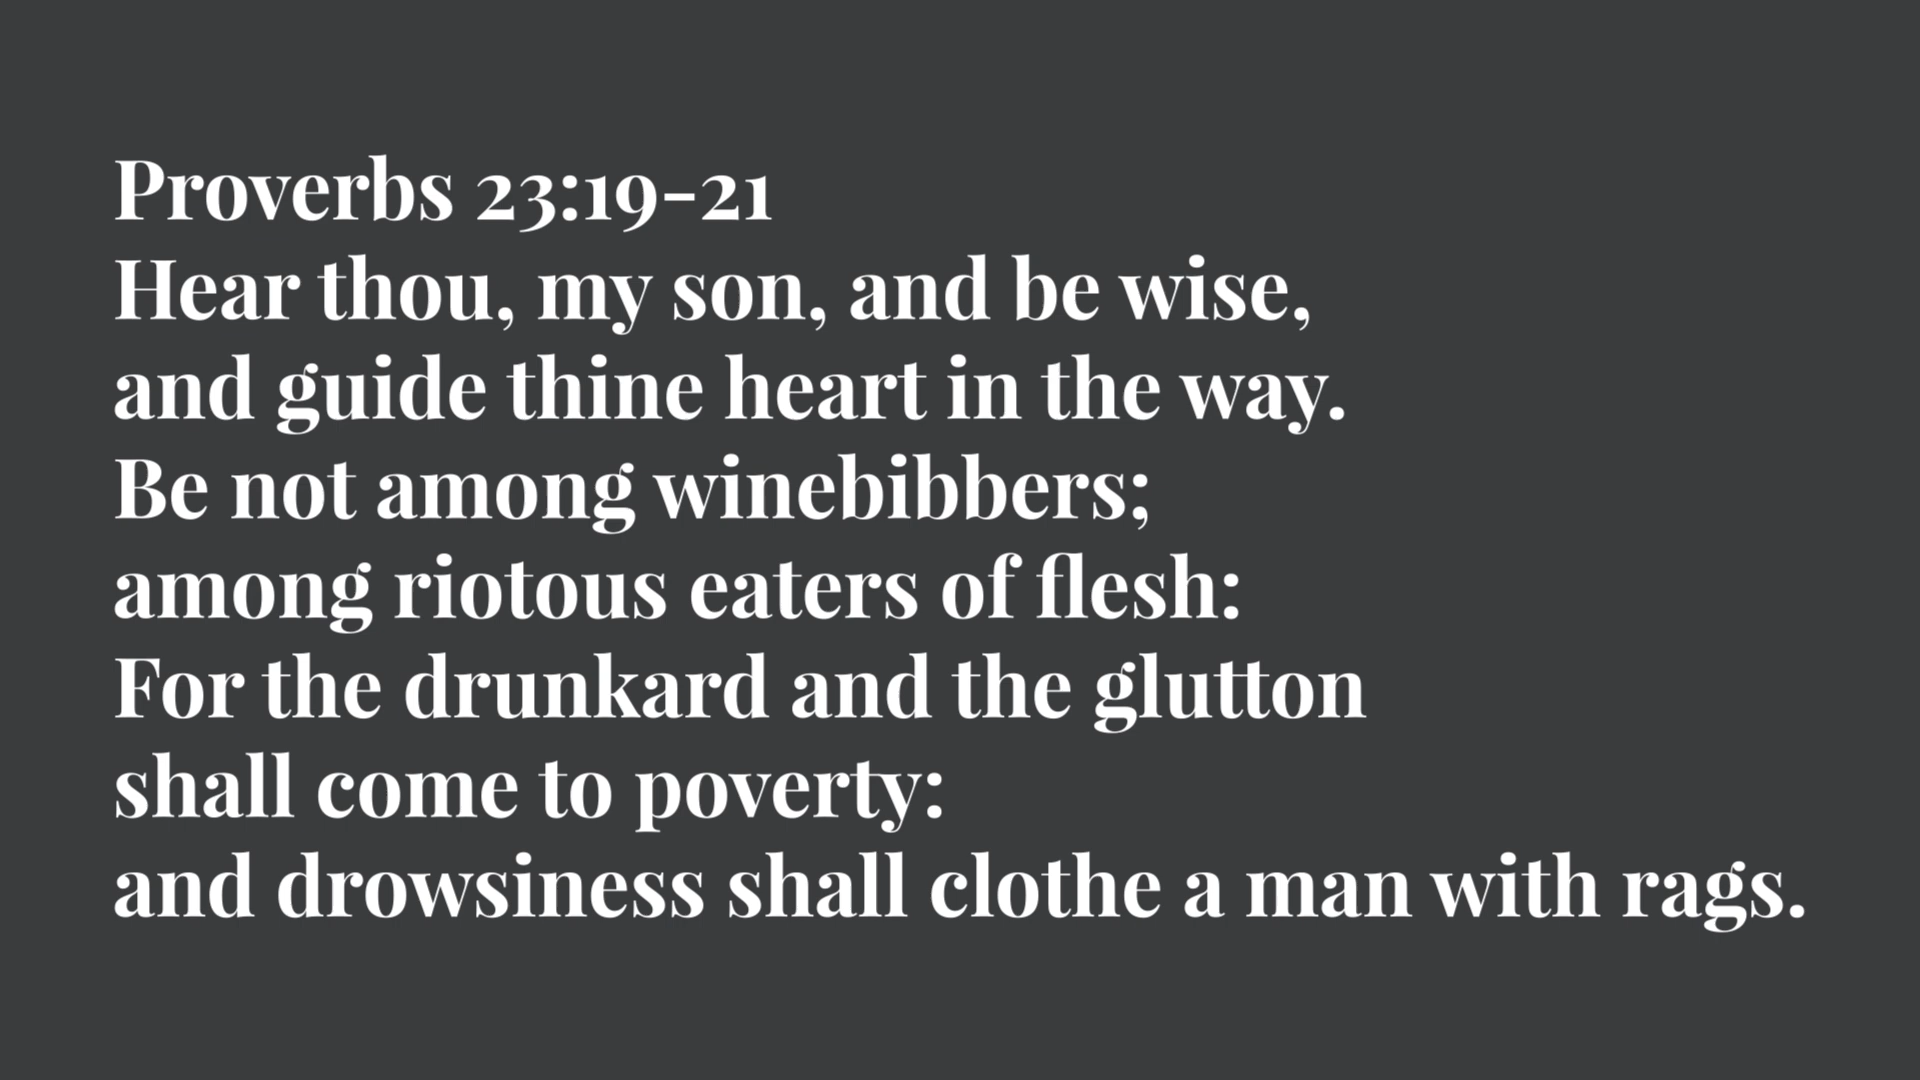 Proverbs 23:19-21
Hear thou, my son, and be wise,
and guide thine heart in the way.
Be not among winebibbers;
among riotous eaters of flesh:
For the drunkard and the glutton
shall come to poverty:
and drowsiness shall clothe a man with rags.